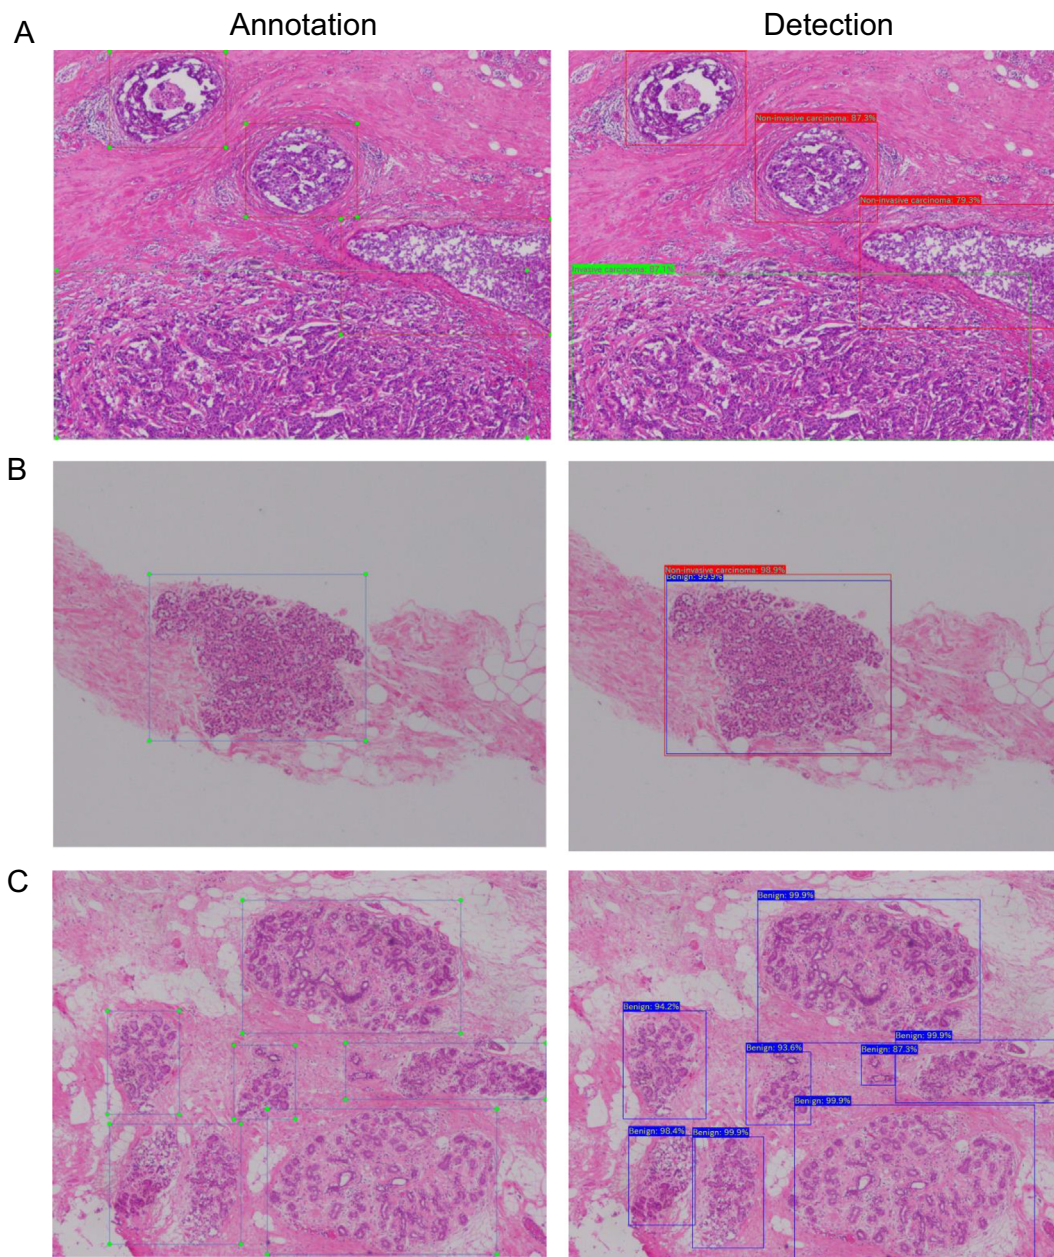 Annotation
Detection
A
Non-invasive carcinoma: 87.3%
Non-invasive carcinoma: 79.3%
carcinoma:
B
Non-invasive carcinoma: 98.9%
Benign: 99.9%
C
Benign: 99.9%
Benign: 94.2%
Benign: 99.9%
Benign: 93.6%
Benign: 87.3%
Benign: 99.9%
Benign: 98.4%
Benign: 99.9%